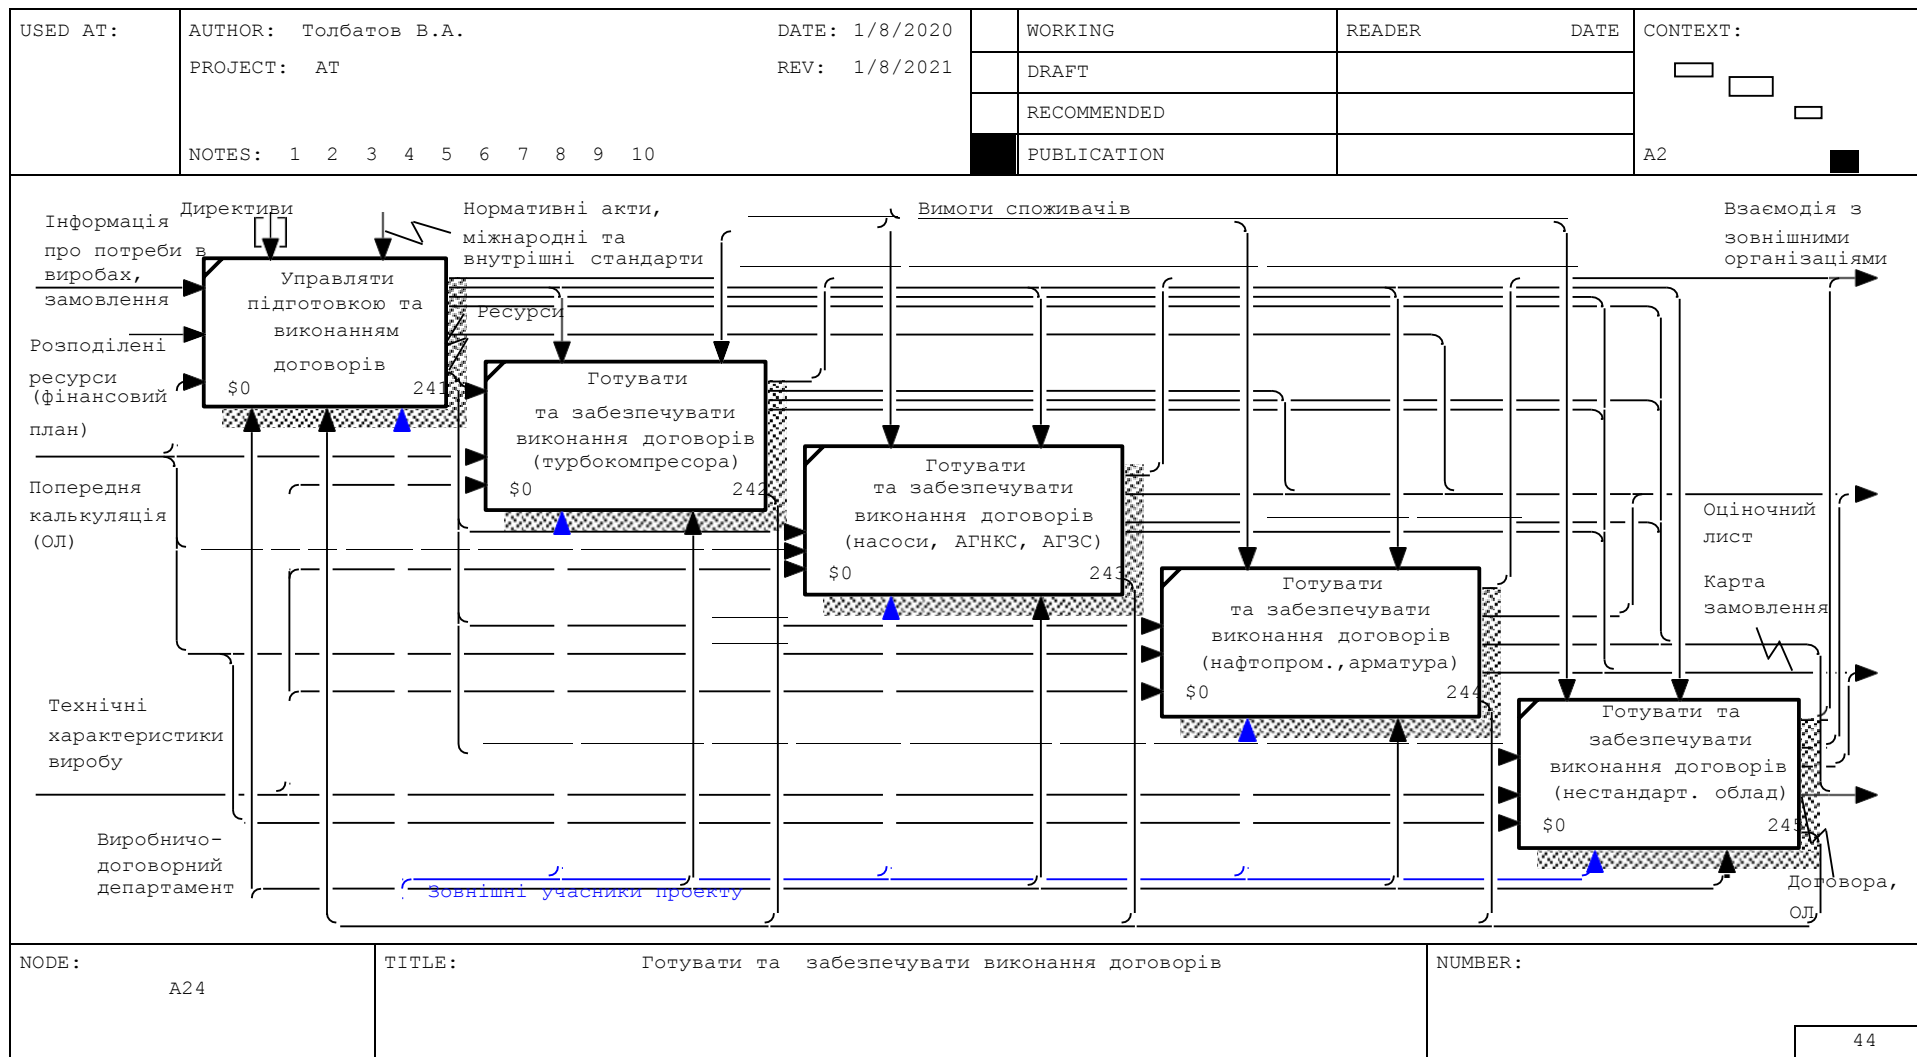 USED AT:
AUTHOR: Толбатов В.А.
DATE: 1/8/2020
PROJECT: AT
REV: 1/8/2021
NOTES: 1 2 3 4 5 6 7 8 9 10
WORKING
DRAFT
RECOMMENDED
PUBLICATION
READER
DATE
CONTEXT:
A2
Інформація
про потреби в
виробах,
замовлення
Директиви
Нормативні акти,
міжнародні та
внутрішні стандарти
Вимоги споживачів
Взаємодія з
зовнішними
організаціями
Управляти
підготовкою та
виконанням
договорів
$0
241
Ресурси
Розподілені
ресурси
(фінансовий
план)
Готувати
та забезпечувати
виконання договорів
(турбокомпресора)
$0
242
Попередня
калькуляція
(ОЛ)
Готувати
та забезпечувати
виконання договорів
(насоси, АГНКС, АГЗС)
$0
243
Оціночний
лист
Карта
замовлення
Готувати
та забезпечувати
виконання договорів
(нафтопром.,арматура)
$0
244
Технічні
характеристики
виробу
Готувати та
забезпечувати
виконання договорів
(нестандарт. облад)
$0
245
Виробничо-
договорний
департамент
Зовнішні учасники проекту
Договора,
ОЛ
NODE:
A24
TITLE:
Готувати та забезпечувати виконання договорів
NUMBER:
44